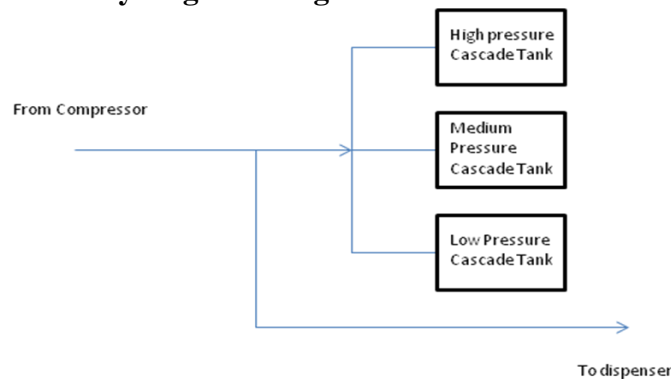 High pressure
Cascade Tank
From Compressor
Medium
Pressure
Cascade Tank
Low Pressure
Cascade Tank
To dispenser